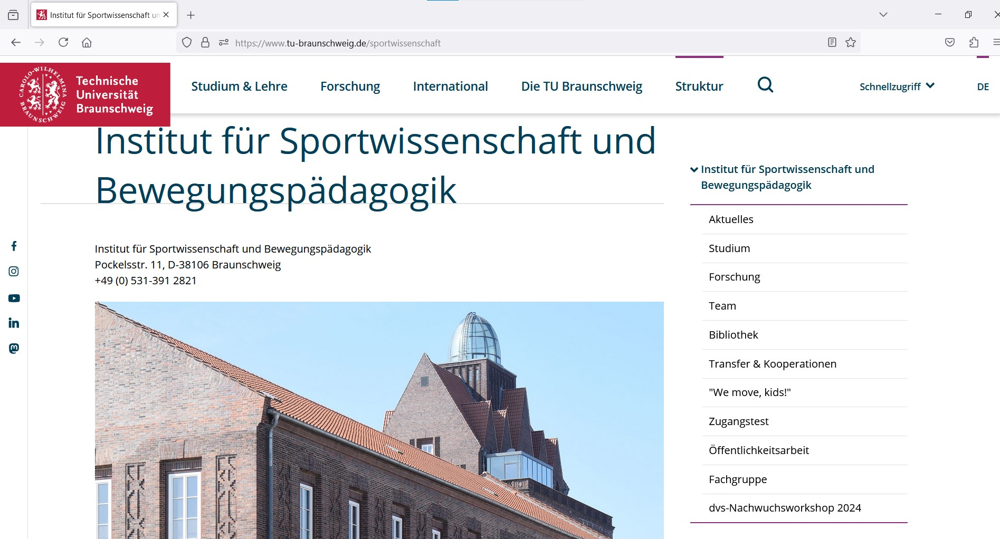 Institut für Sportwissenschaft un
https://www.tu-braunschweig.de/sportwissenschaft
CAROLO-WILHELMINA
BRAUNSCHWEIG
Technische
Universität
Braunschweig
Studium & Lehre
Forschung
International
Die TU Braunschweig
Struktur
Schnellzugriff
DE
Institut für Sportwissenschaft und
Bewegungspädagogik
Institut für Sportwissenschaft und Bewegungspädagogik
Pockelsstr. 11, D-38106 Braunschweig
+49 (0) 531-391 2821
Institut für Sportwissenschaft und
Bewegungspädagogik
Aktuelles
Studium
Forschung
Team
Bibliothek
Transfer & Kooperationen
"We move, kids!"
Zugangstest
Öffentlichkeitsarbeit
Fachgruppe
dvs-Nachwuchsworkshop 2024